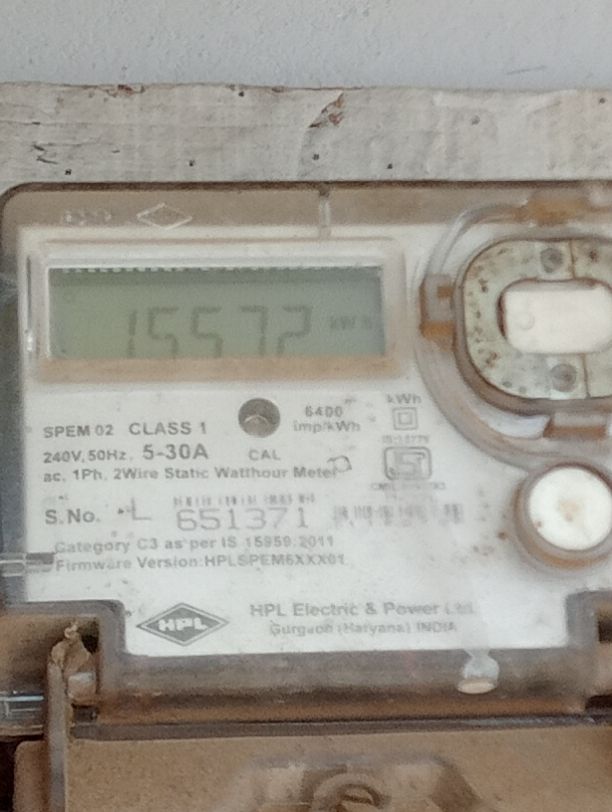 15572 kWh
SPEM 02 CLASS 1
6400 imp/kWh
kWh
240V, 50Hz, 5-30A
CAL
ac, 1Ph, 2Wire Static Watthour Meter
S.No. L 651371
Category C3 as per IS 15959:2011
Firmware Version:HPLSPEM6XXX01
HPL
HPL Electric & Power Ltd.
Gurgaon (Haryana) INDIA